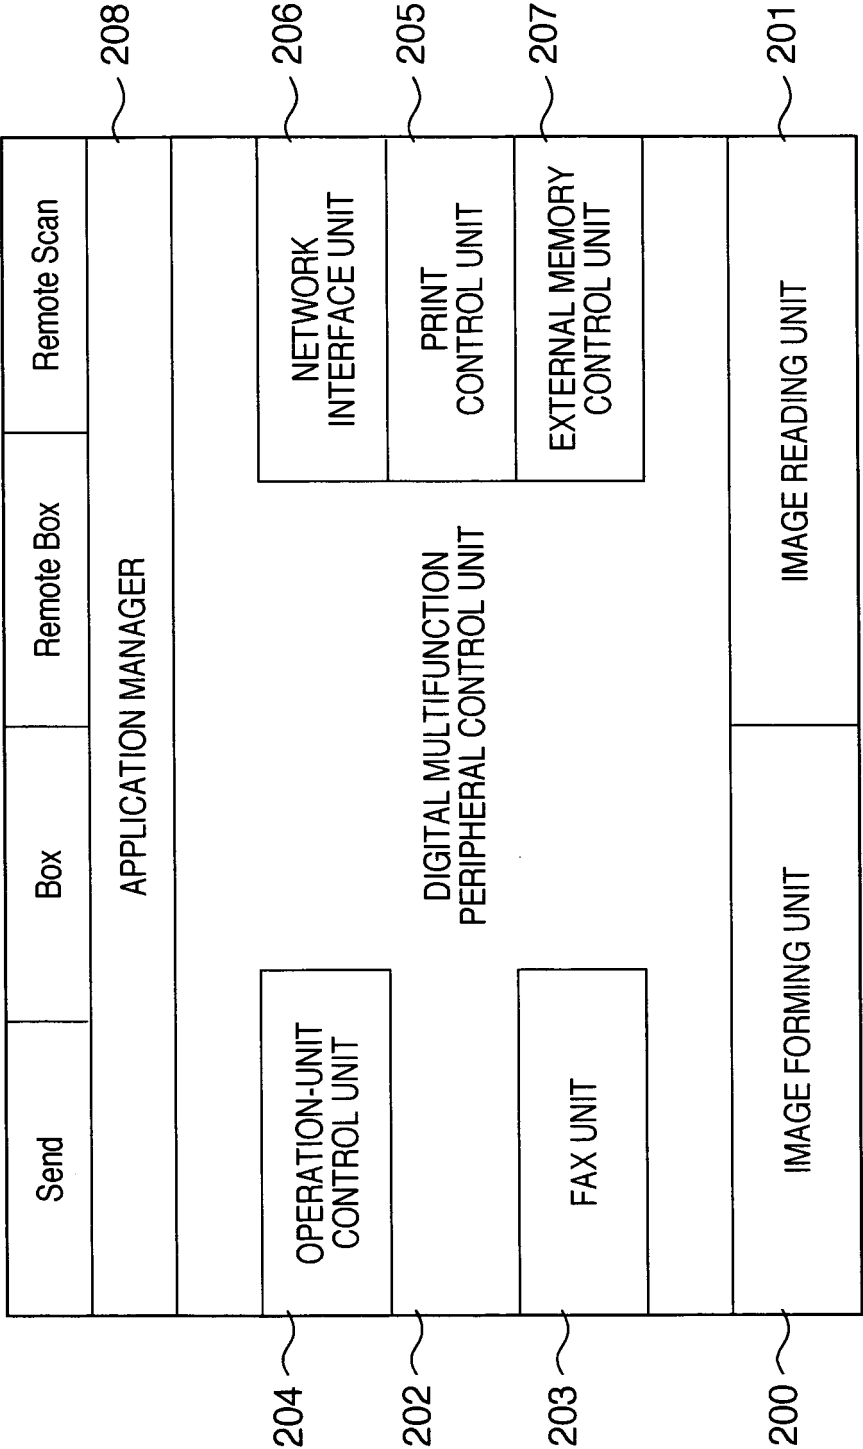 Send
Box
Remote Box
Remote Scan
APPLICATION MANAGER
208
204
OPERATION-UNIT
CONTROL UNIT
NETWORK
INTERFACE UNIT
206
202
DIGITAL MULTIFUNCTION
PERIPHERAL CONTROL UNIT
PRINT
CONTROL UNIT
205
203
FAX UNIT
EXTERNAL MEMORY
CONTROL UNIT
207
200
IMAGE FORMING UNIT
IMAGE READING UNIT
201